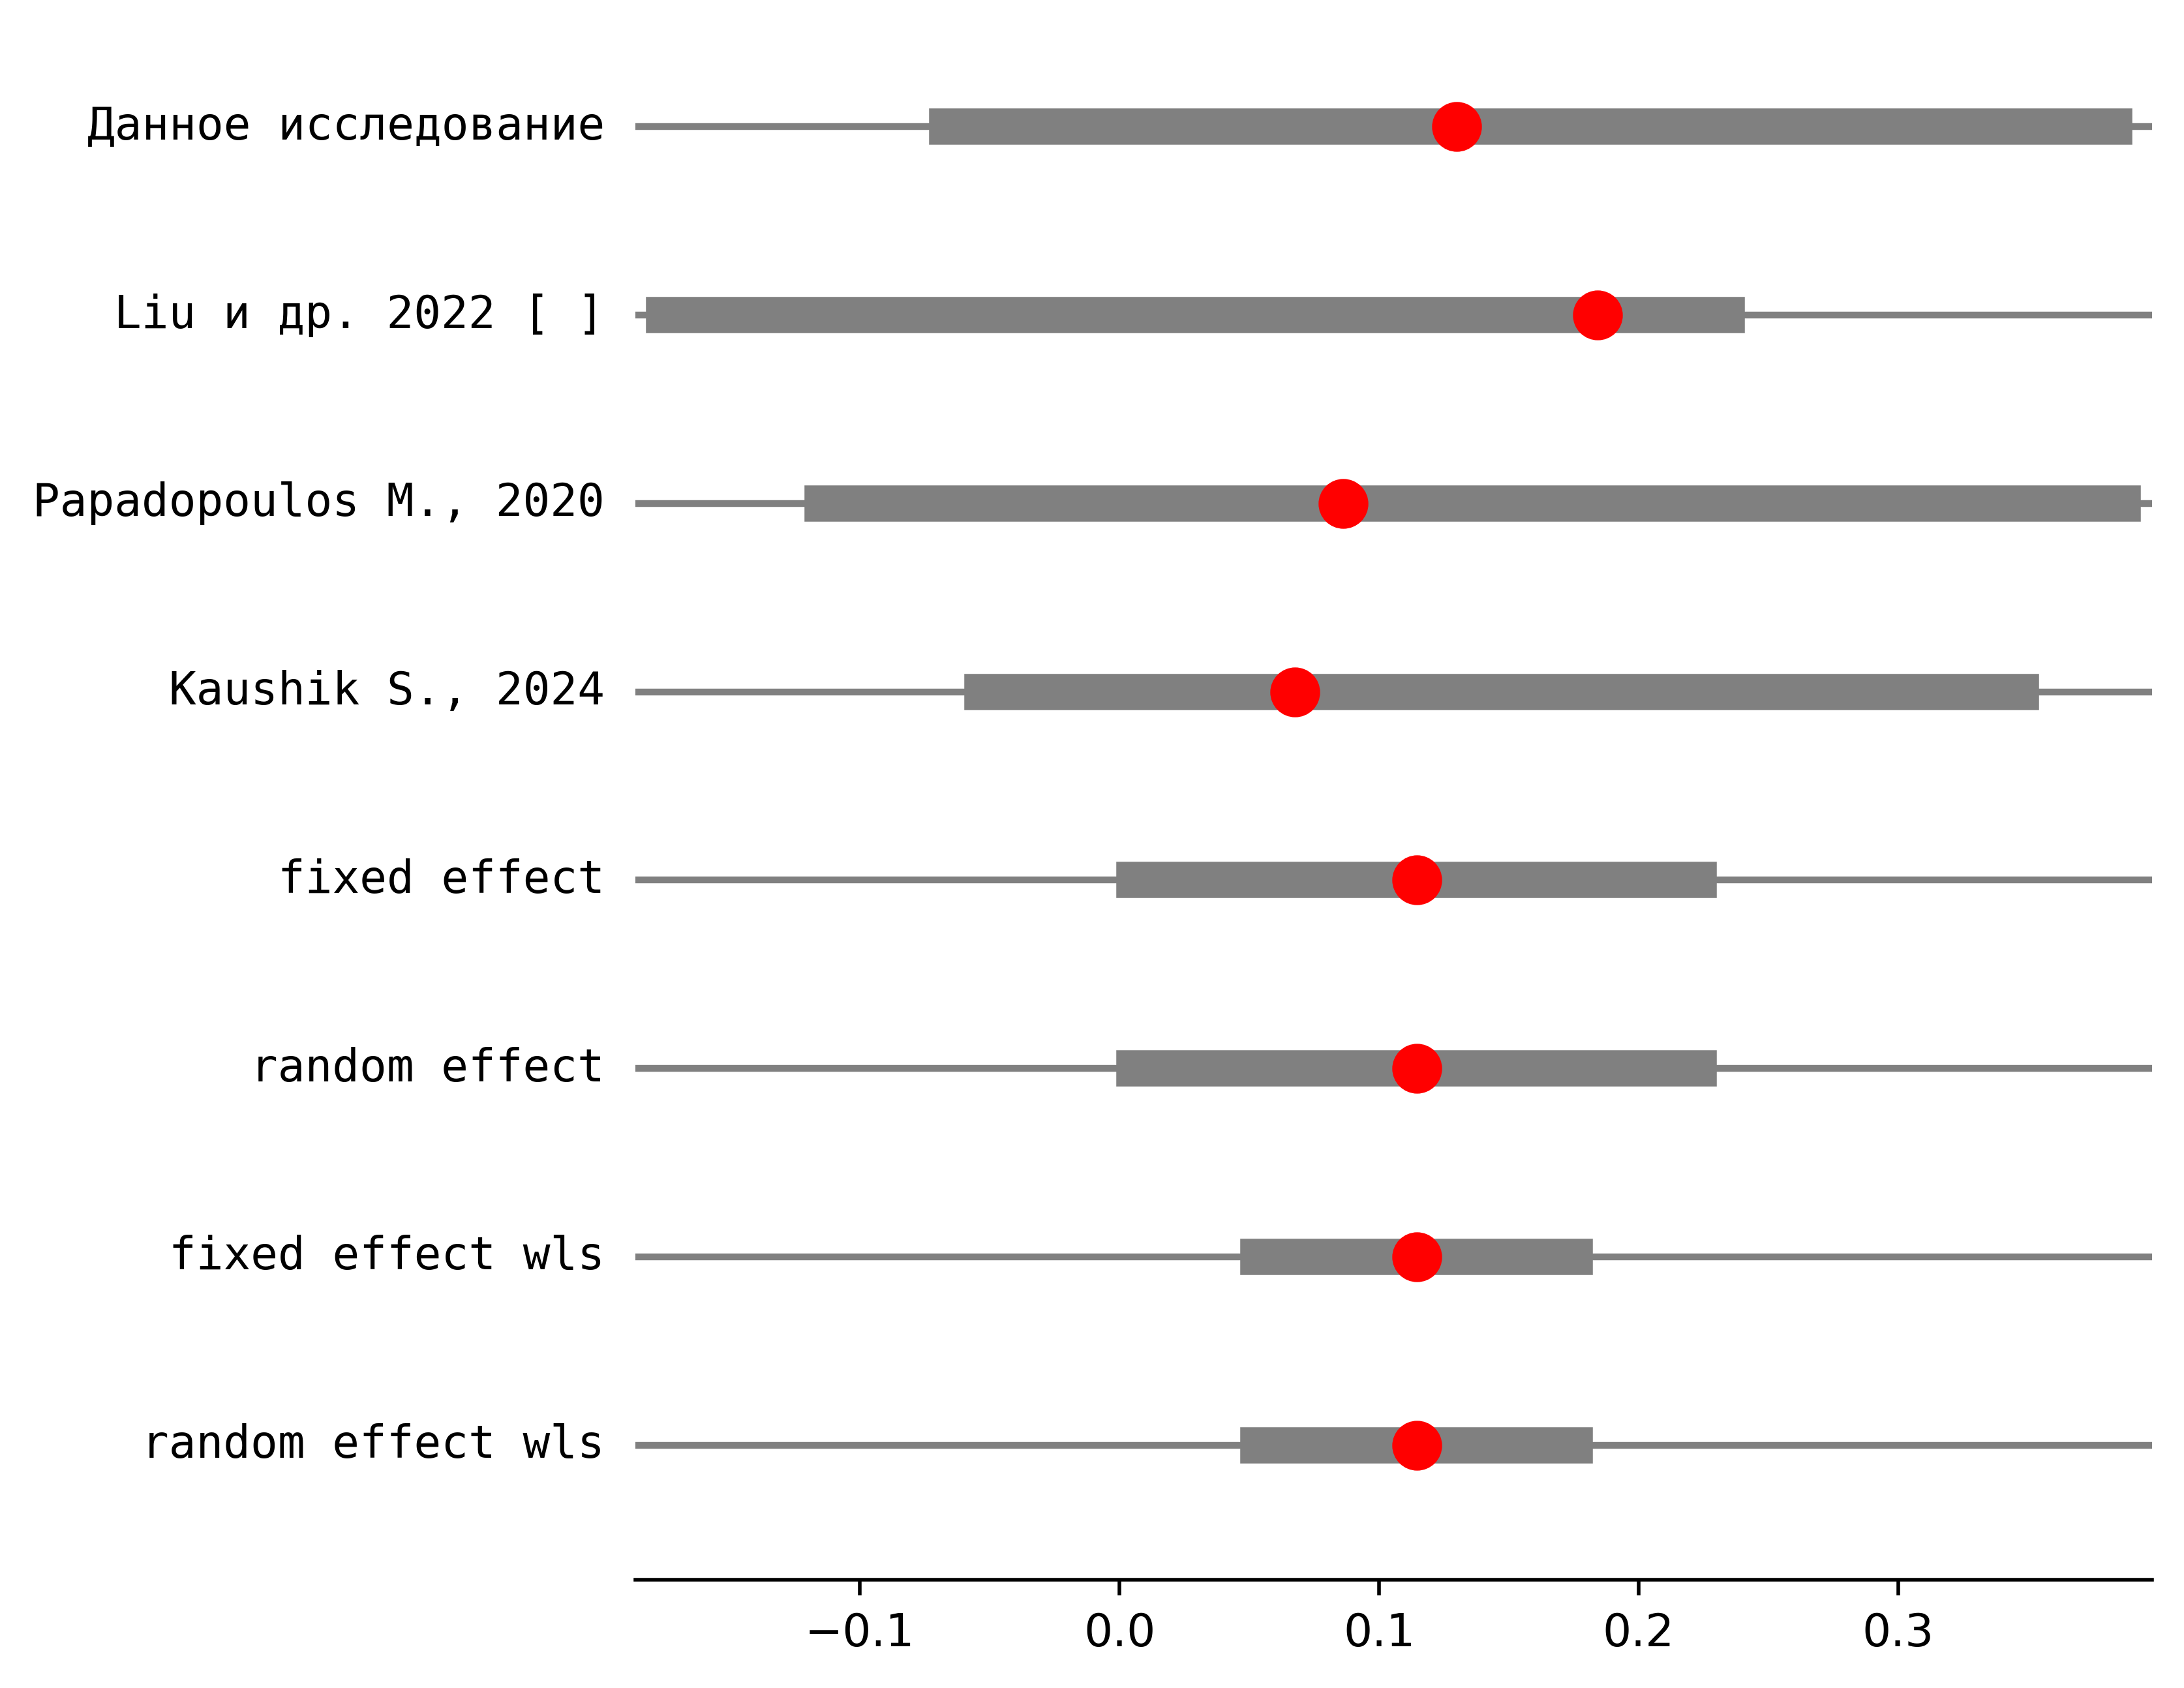 Данное исследование
Liu и др. 2022 [ ]
Papadopoulos M., 2020
Kaushik S., 2024
fixed effect
random effect
fixed effect wls
random effect wls
−0.1 0.0 0.1 0.2 0.3